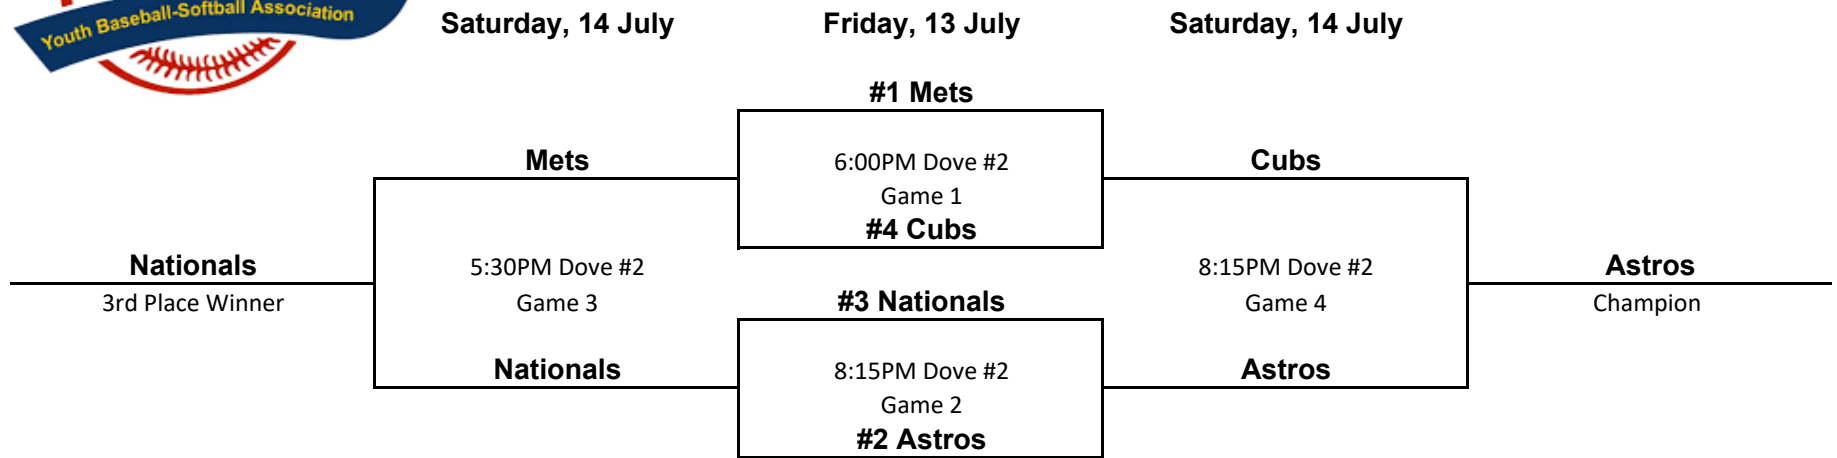 Youth Baseball-Softball Association
Saturday, 14 July
Friday, 13 July
Saturday, 14 July
#1 Mets
Mets
6:00PM Dove #2
Cubs
Game 1
#4 Cubs
Nationals
5:30PM Dove #2
8:15PM Dove #2
Astros
3rd Place Winner
Game 3
#3 Nationals
Game 4
Champion
Nationals
8:15PM Dove #2
Astros
Game 2
#2 Astros